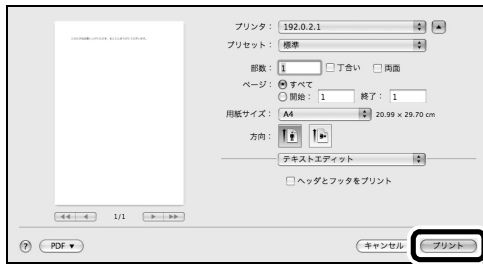 プリンタ： 192.0.2.1
プリセット： 標準
部数： 1 丁合い 両面
ページ： すべて
開始： 1 終了： 1
用紙サイズ： A4 20.99 × 29.70 cm
方向：
テキストエディット
ヘッダとフッタをプリント
1/1
? PDF ▼ キャンセル プリント